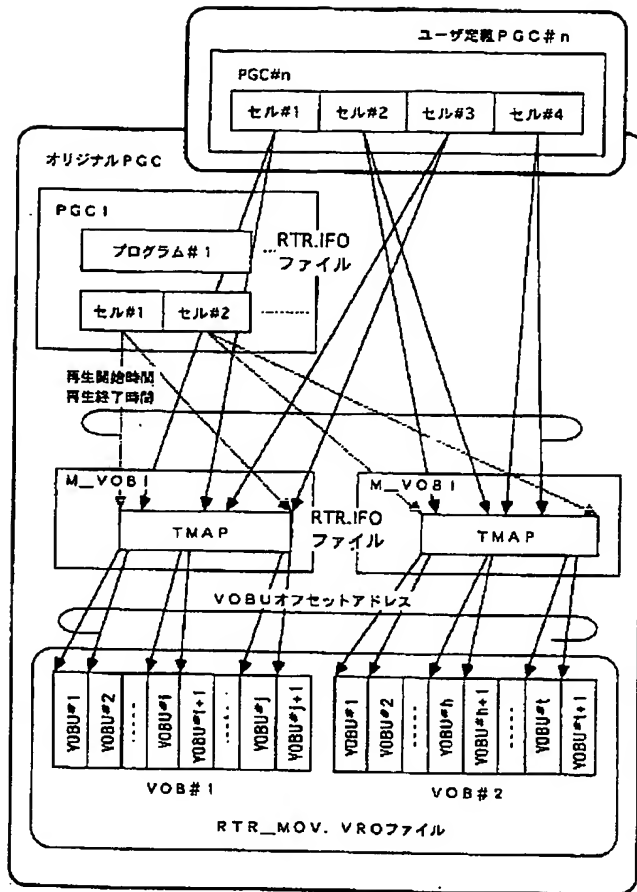 ユーザ定義PGC#n
PGC#n
セル#1 セル#2 セル#3 セル#4
オリジナルPGC
PGCI
プログラム#1
RTR.IFO
ファイル
セル#1 セル#2
再生開始時間
再生終了時間
M_VOBI M_VOBI
TMAP TMAP
RTR.IFO
ファイル
VOBUオフセットアドレス
VOBU#1 VOBU#2 VOBU#i VOBU#i+1 VOBU#j VOBU#j+1
VOBU#1 VOBU#2 VOBU#h VOBU#h+1 VOBU#t VOBU#t+1
VOB#1 VOB#2
RTR_MOV.VROファイル